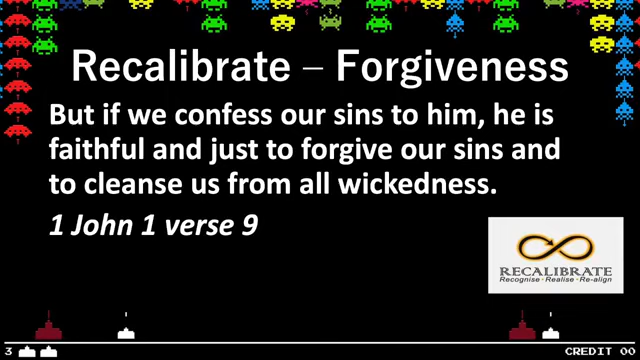 Recalibrate – Forgiveness
But if we confess our sins to him, he is
faithful and just to forgive our sins and
to cleanse us from all wickedness.
1 John 1 verse 9
RECALIBRATE
Recognise · Realise · Re-align
3
CREDIT 00